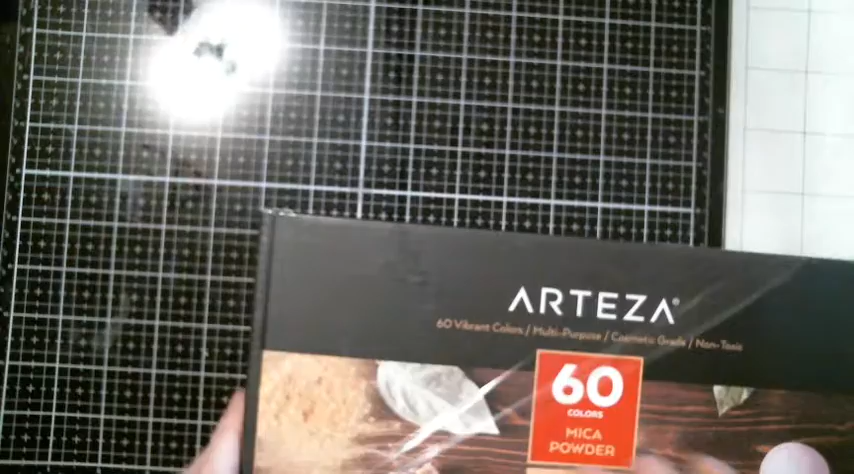 ARTEZA®
60 Vibrant Colors / Multi-Purpose / Cosmetic Grade / Non-Toxic
60
COLORS
MICA
POWDER